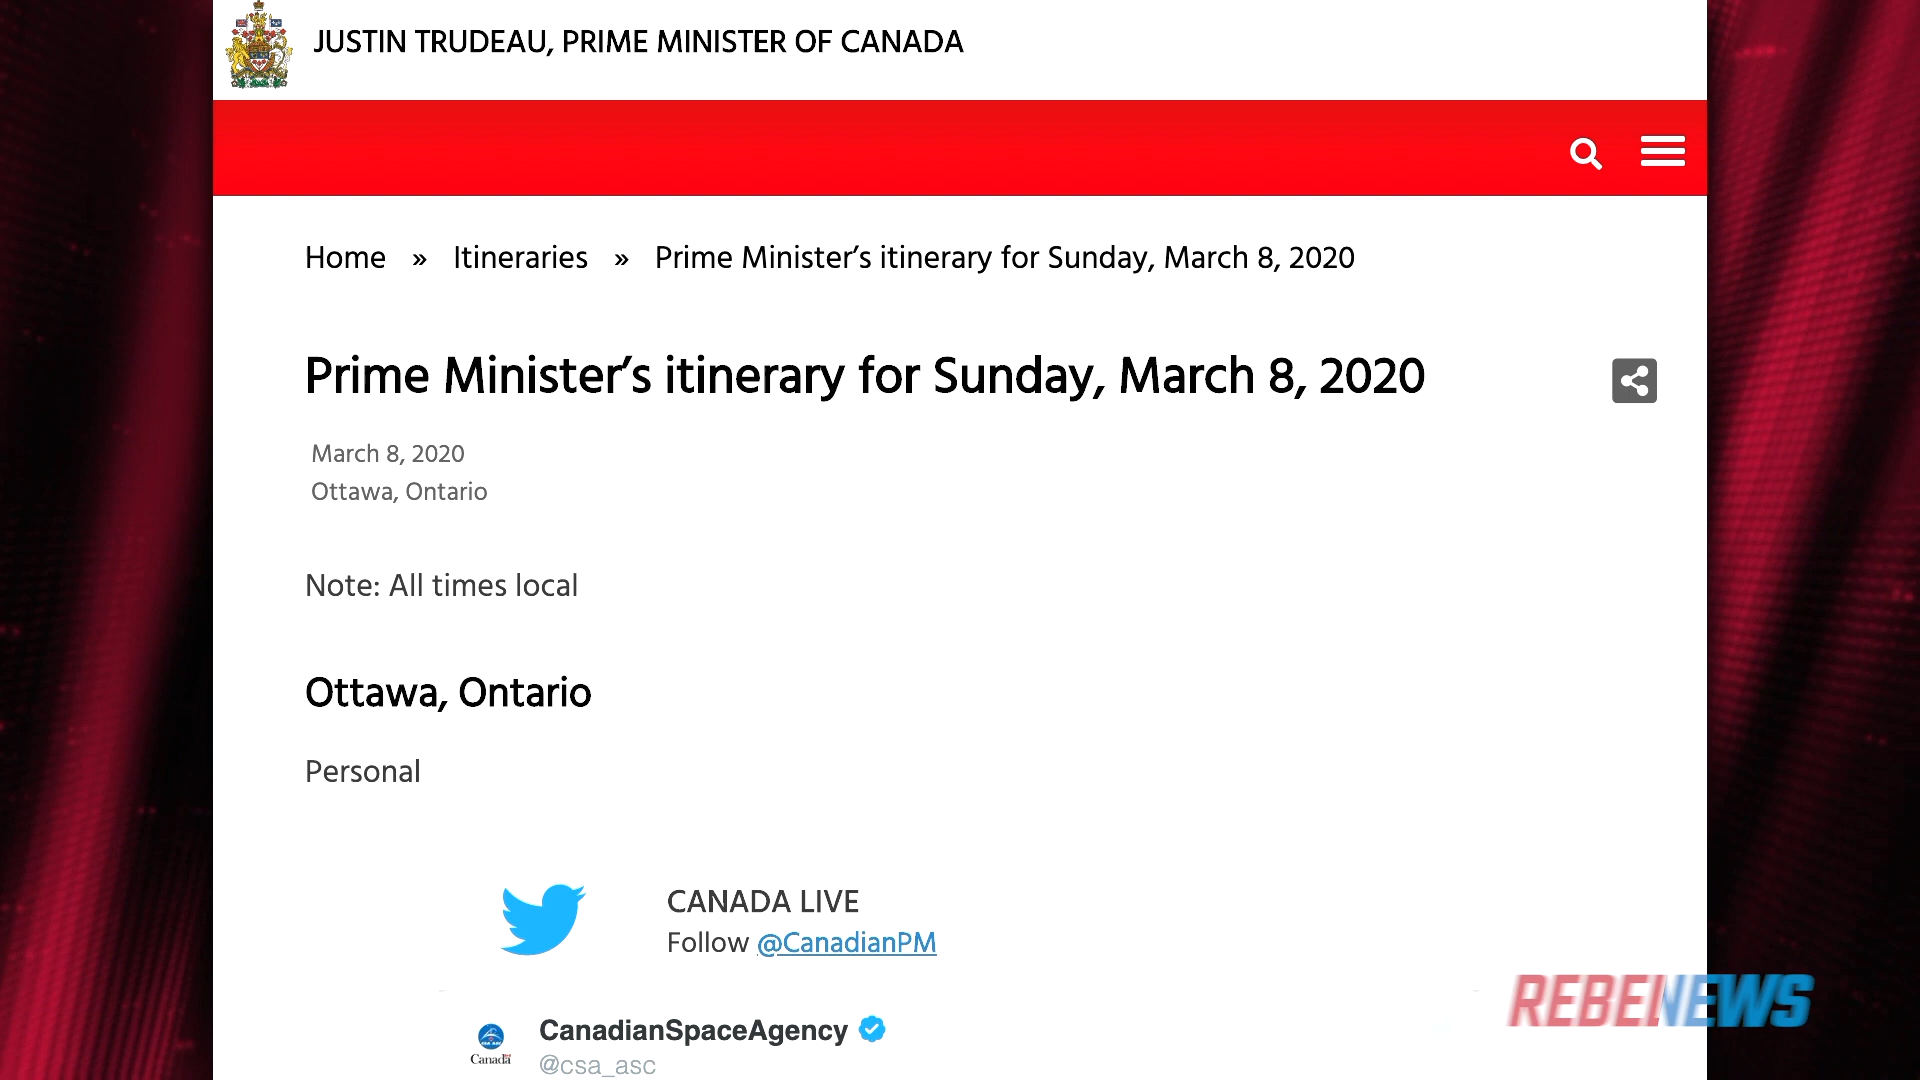 JUSTIN TRUDEAU, PRIME MINISTER OF CANADA
Home » Itineraries » Prime Minister’s itinerary for Sunday, March 8, 2020
Prime Minister’s itinerary for Sunday, March 8, 2020
March 8, 2020
Ottawa, Ontario
Note: All times local
Ottawa, Ontario
Personal
CANADA LIVE
Follow @CanadianPM
CanadianSpaceAgency
Canada
@csa_asc
REBELNEWS